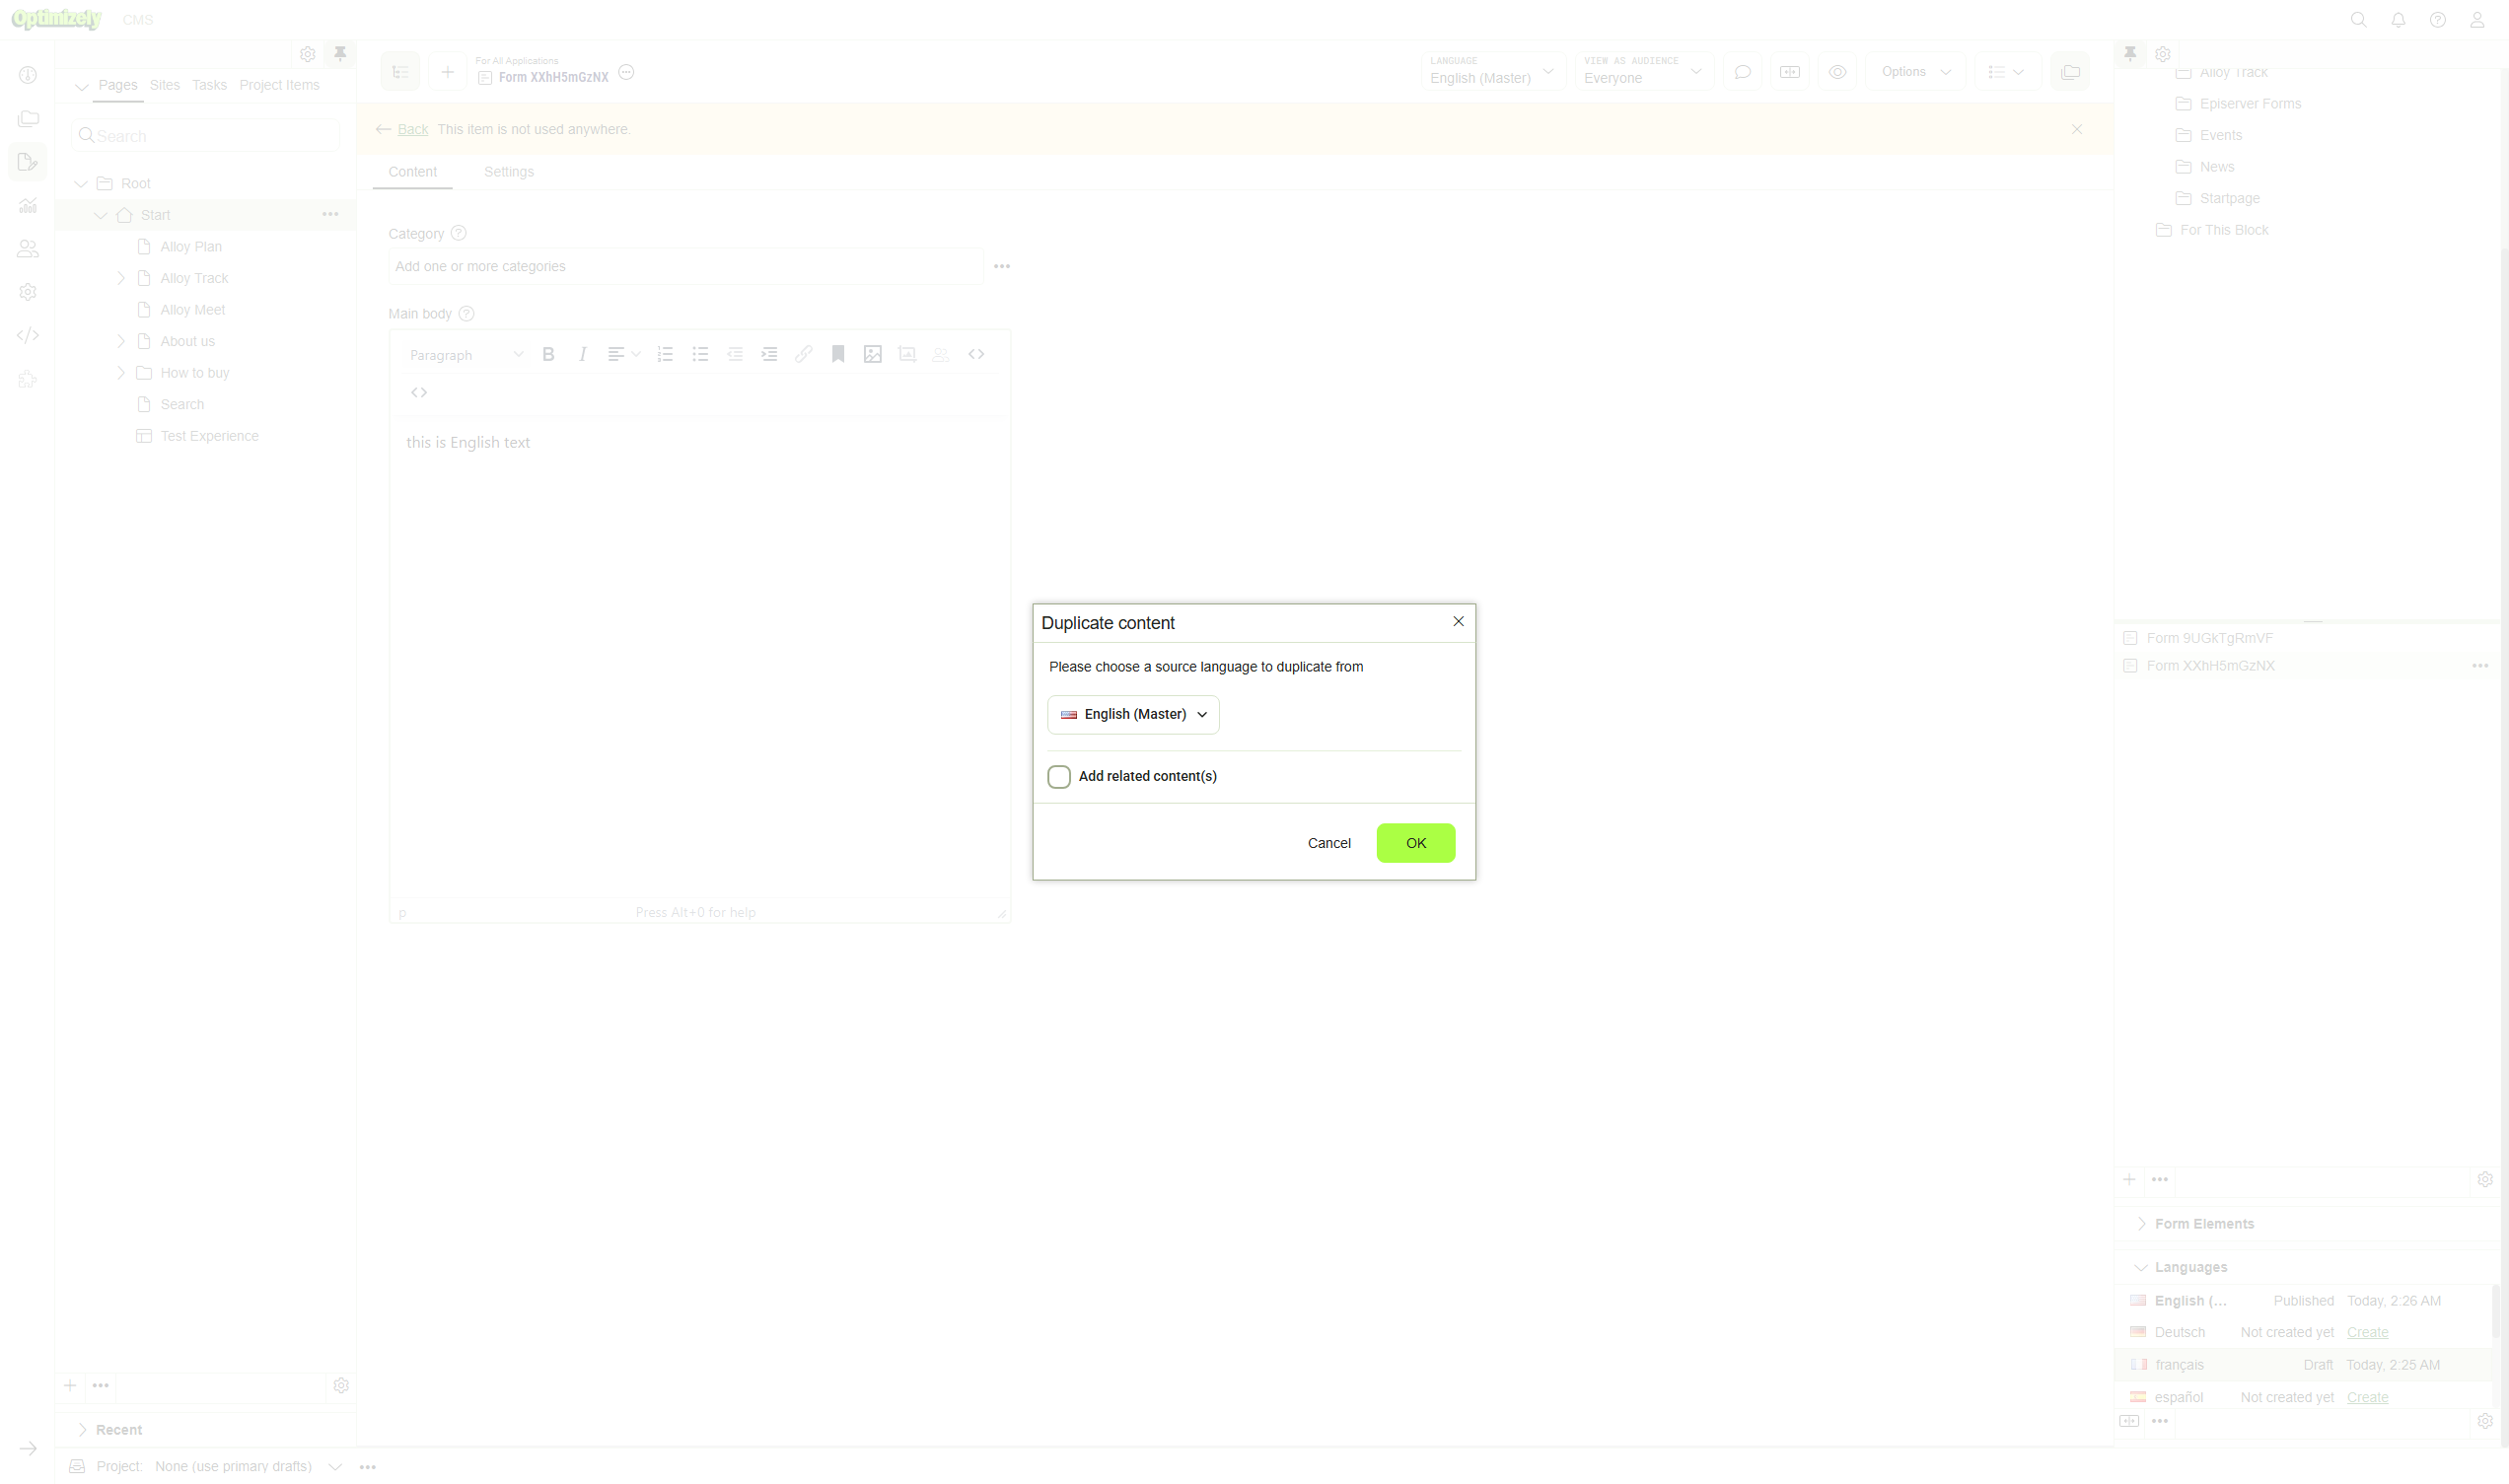 Optimizely CMS
Pages Sites Tasks Project Items
Search
Root
Start
Alloy Plan
Alloy Track
Alloy Meet
About us
How to buy
Search
Test Experience
Recent
Project: None (use primary drafts)
For All Applications
Form XXhH5mGzNX
LANGUAGE
English (Master)
VIEW AS AUDIENCE
Everyone
Options
Back This item is not used anywhere.
Content Settings
Category
Add one or more categories
Main body
Paragraph
this is English text
p
Press Alt+0 for help
Duplicate content
Please choose a source language to duplicate from
English (Master)
Add related content(s)
Cancel OK
Alloy Track
Episerver Forms
Events
News
Startpage
For This Block
Form 9UGkTgRmVF
Form XXhH5mGzNX
Form Elements
Languages
English (... Published Today, 2:26 AM
Deutsch Not created yet Create
français Draft Today, 2:25 AM
español Not created yet Create